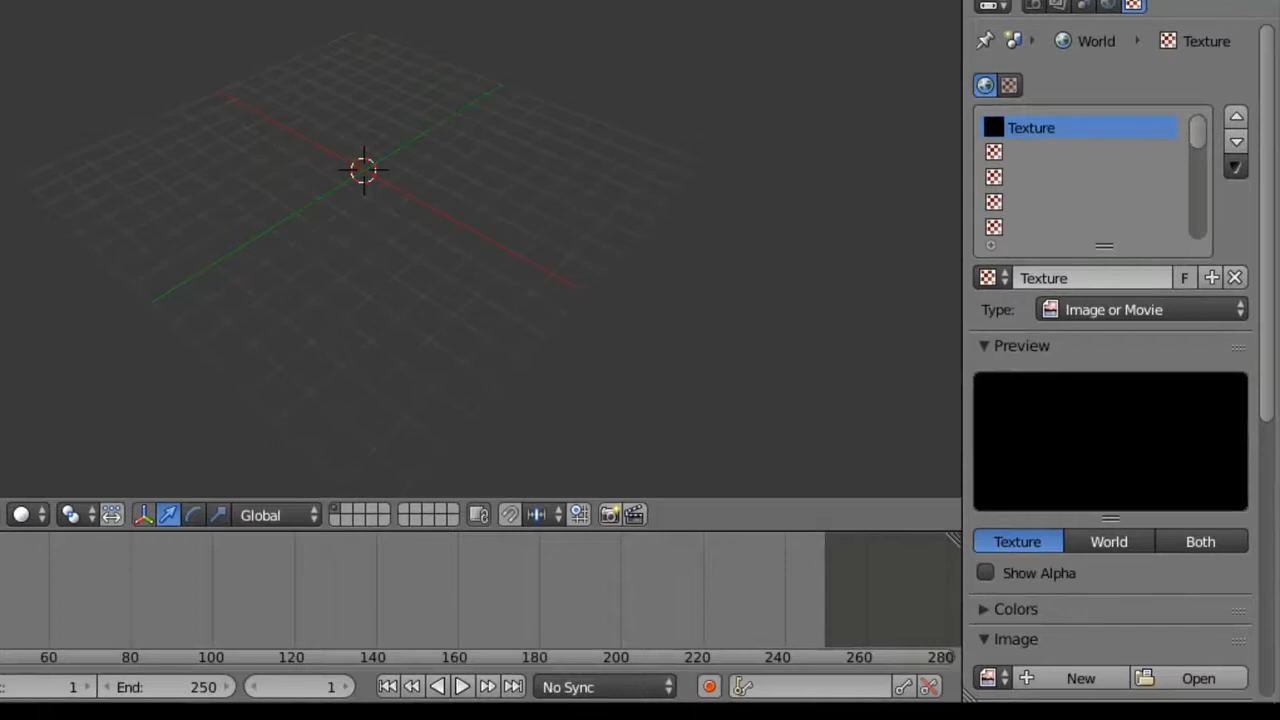 World Texture
Texture
Texture F
Type: Image or Movie
Preview
Texture World Both
Show Alpha
Colors
Image
New Open
Global
60 80 100 120 140 160 180 200 220 240 260 280
: 1 End: 250 1 No Sync